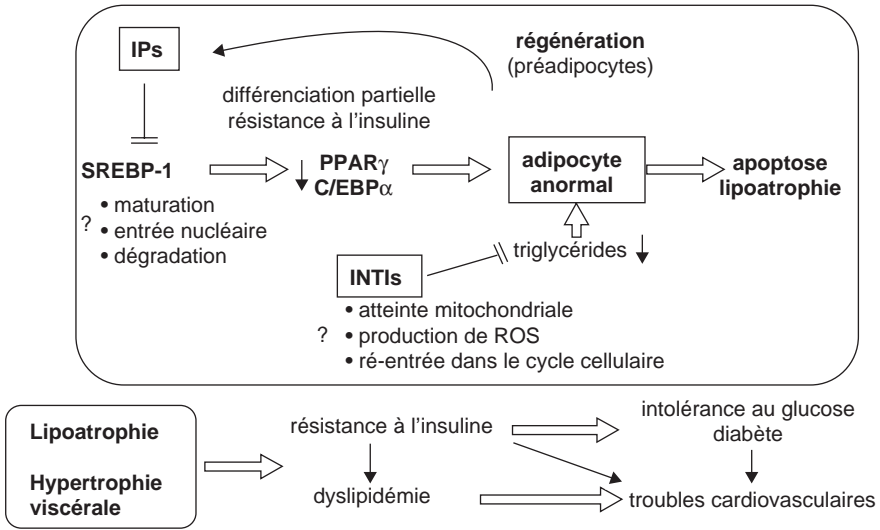 IPs
régénération
(préadipocytes)
différenciation partielle
résistance à l'insuline
SREBP-1
PPARγ
C/EBPα
adipocyte
anormal
apoptose
lipoatrophie
?
• maturation
• entrée nucléaire
• dégradation
triglycérides
INTIs
?
• atteinte mitochondriale
• production de ROS
• ré-entrée dans le cycle cellulaire
Lipoatrophie
Hypertrophie
viscérale
résistance à l'insuline
intolérance au glucose
diabète
dyslipidémie
troubles cardiovasculaires